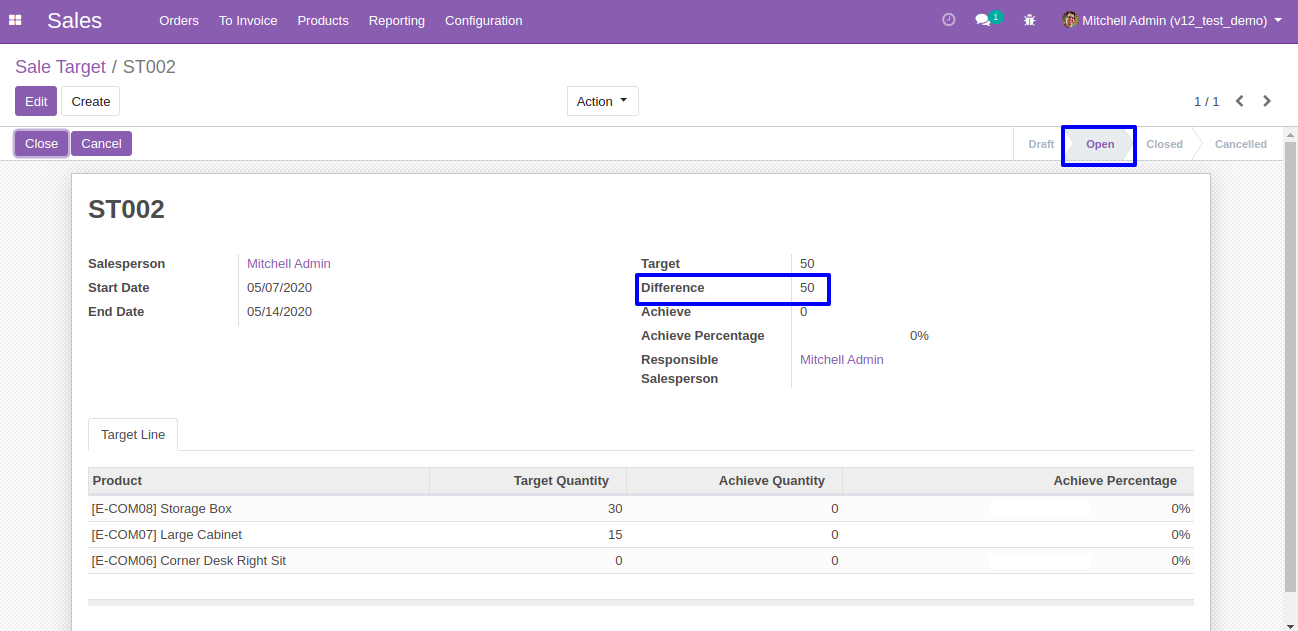 Sales Orders To Invoice Products Reporting Configuration 1 Mitchell Admin (v12_test_demo)
Sale Target / ST002
Edit Create Action 1 / 1
Close Cancel Draft Open Closed Cancelled
ST002
Salesperson Mitchell Admin
Start Date 05/07/2020
End Date 05/14/2020
Target 50
Difference 50
Achieve 0
Achieve Percentage 0%
Responsible Mitchell Admin
Salesperson
Target Line
Product Target Quantity Achieve Quantity Achieve Percentage
[E-COM08] Storage Box 30 0 0%
[E-COM07] Large Cabinet 15 0 0%
[E-COM06] Corner Desk Right Sit 0 0 0%